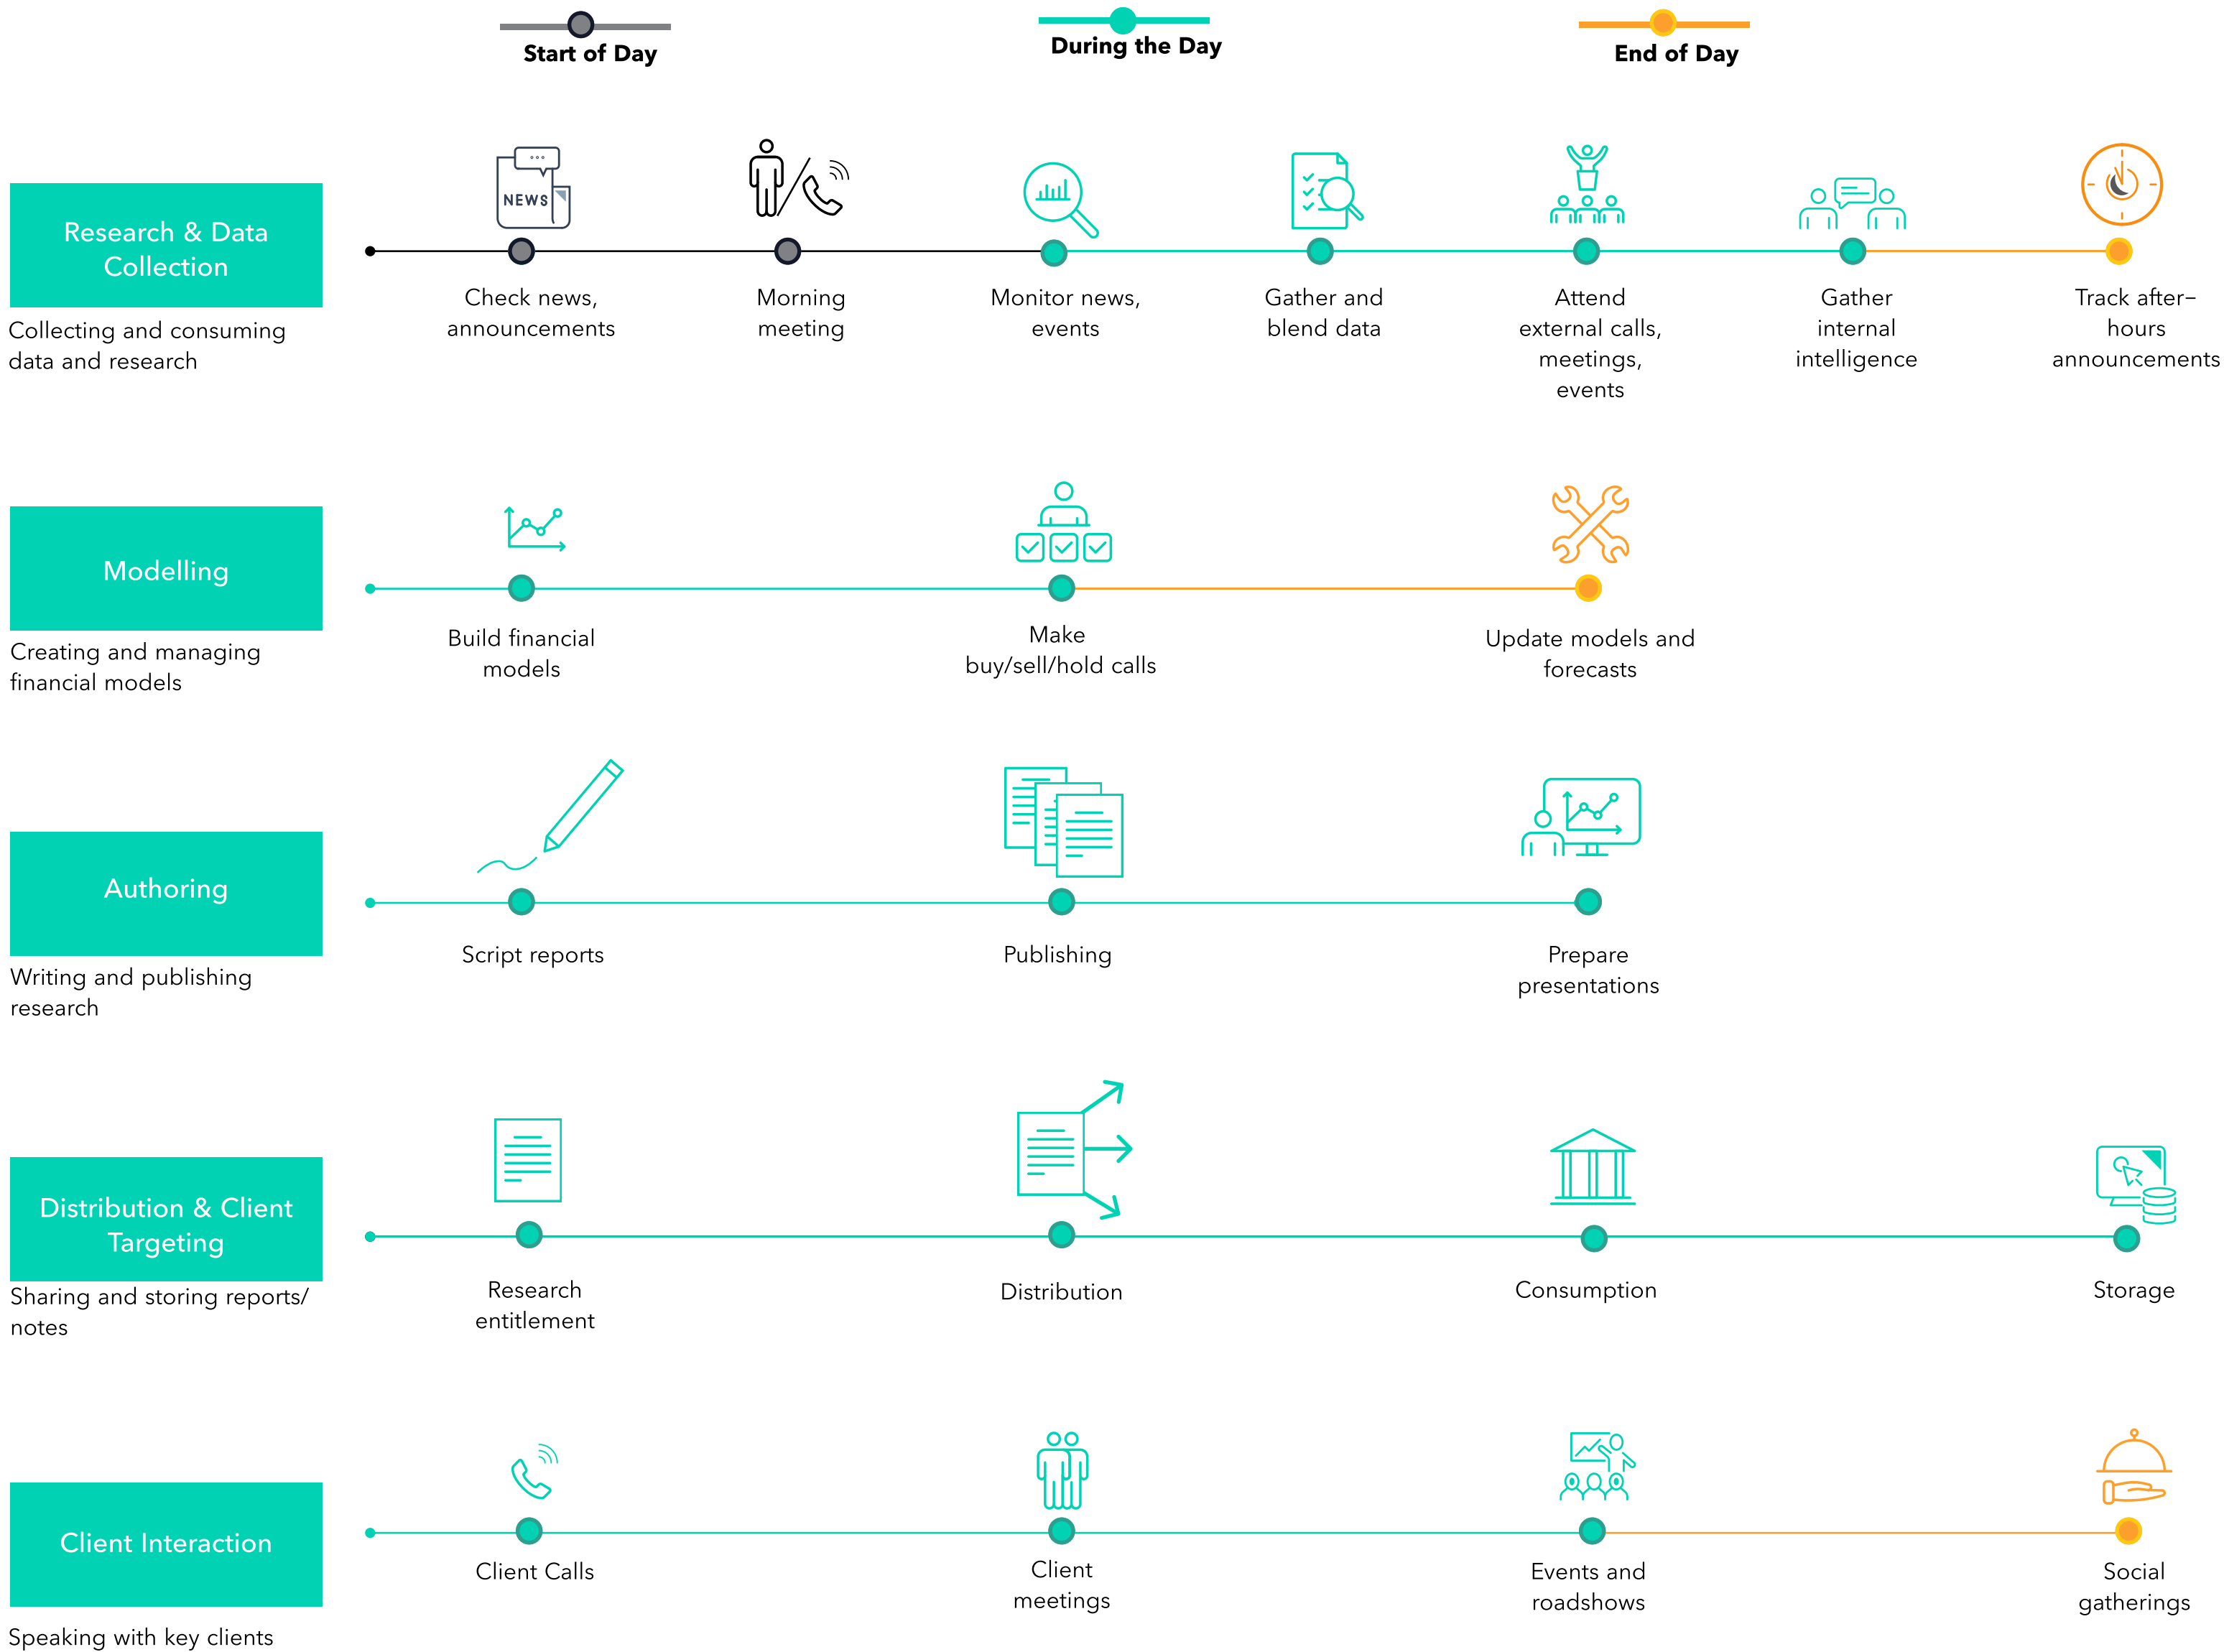 Start of Day
During the Day
End of Day
NEWS
Research & Data
Collection
Collecting and consuming
data and research
Check news,
announcements
Morning
meeting
Monitor news,
events
Gather and
blend data
Attend
external calls,
meetings,
events
Gather
internal
intelligence
Track after–
hours
announcements
Modelling
Creating and managing
financial models
Build financial
models
Make
buy/sell/hold calls
Update models and
forecasts
Authoring
Writing and publishing
research
Script reports
Publishing
Prepare
presentations
Distribution & Client
Targeting
Sharing and storing reports/
notes
Research
entitlement
Distribution
Consumption
Storage
Client Interaction
Speaking with key clients
Client Calls
Client
meetings
Events and
roadshows
Social
gatherings